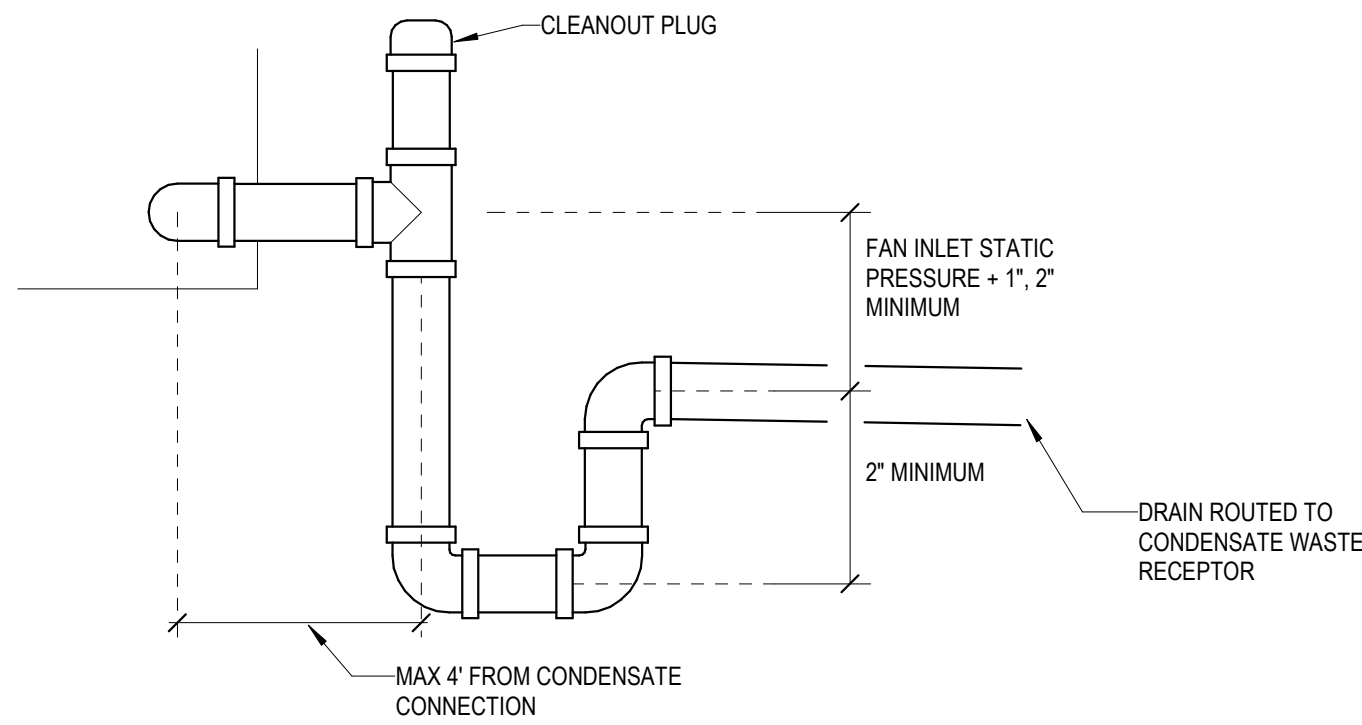 CLEANOUT PLUG
FAN INLET STATIC
PRESSURE + 1", 2"
MINIMUM
2" MINIMUM
DRAIN ROUTED TO
CONDENSATE WASTE
RECEPTOR
MAX 4' FROM CONDENSATE
CONNECTION